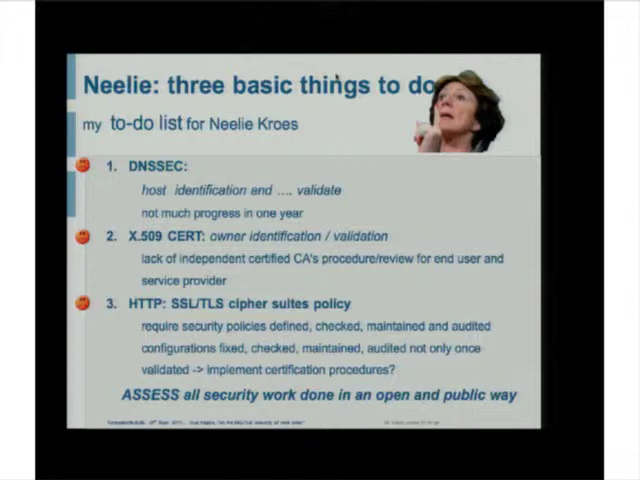 Neelie: three basic things to do
my to-do list for Neelie Kroes
1. DNSSEC:
host identification and .... validate
not much progress in one year
2. X.509 CERT: owner identification / validation
lack of independent certified CA's procedure/review for end user and
service provider
3. HTTP: SSL/TLS cipher suites policy
require security policies defined, checked, maintained and audited
configurations fixed, checked, maintained, audited not only once
validated -> implement certification procedures?
ASSESS all security work done in an open and public way